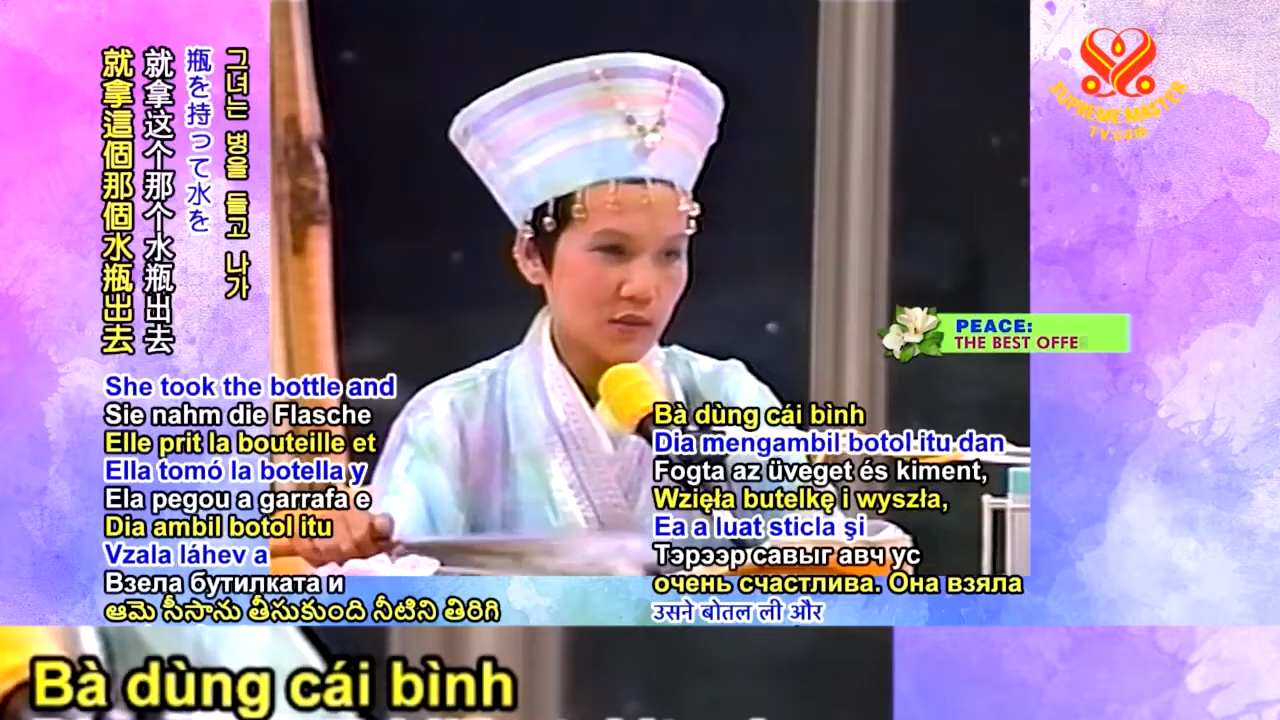 그녀는 병을 들고 나가
瓶を持って水を
就拿这个那个水瓶出去
就拿這個那個水瓶出去
SUPREME MASTER
TV.COM
PEACE:
THE BEST OFFE
She took the bottle and
Sie nahm die Flasche
Elle prit la bouteille et
Ella tomó la botella y
Ela pegou a garrafa e
Dia ambil botol itu
Vzala láhev a
Взела бутилката и
ఆమె సీసాను తీసుకుంది నీటిని తిరిగి
Bà dùng cái bình
Dia mengambil botol itu dan
Fogta az üveget és kiment,
Wzięła butelkę i wyszła,
Ea a luat sticla şi
Тэрээр савыг авч ус
очень счастлива. Она взяла
उसने बोतल ली और
Bà dùng cái bình